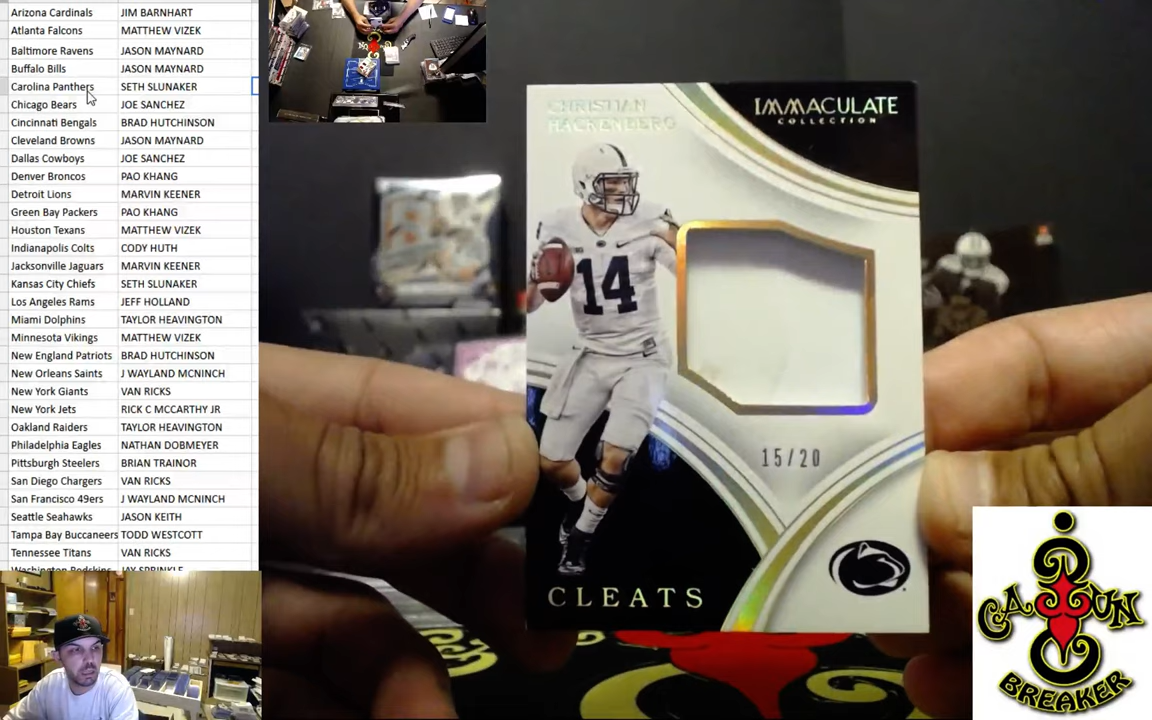 Arizona Cardinals JIM BARNHART
Atlanta Falcons MATTHEW VIZEK
Baltimore Ravens JASON MAYNARD
Buffalo Bills JASON MAYNARD
Carolina Panthers SETH SLUNAKER
Chicago Bears JOE SANCHEZ
Cincinnati Bengals BRAD HUTCHINSON
Cleveland Browns JASON MAYNARD
Dallas Cowboys JOE SANCHEZ
Denver Broncos PAO KHANG
Detroit Lions MARVIN KEENER
Green Bay Packers PAO KHANG
Houston Texans MATTHEW VIZEK
Indianapolis Colts CODY HUTH
Jacksonville Jaguars MARVIN KEENER
Kansas City Chiefs SETH SLUNAKER
Los Angeles Rams JEFF HOLLAND
Miami Dolphins TAYLOR HEAVINGTON
Minnesota Vikings MATTHEW VIZEK
New England Patriots BRAD HUTCHINSON
New Orleans Saints J WAYLAND MCNINCH
New York Giants VAN RICKS
New York Jets RICK C MCCARTHY JR
Oakland Raiders TAYLOR HEAVINGTON
Philadelphia Eagles NATHAN DOBMEYER
Pittsburgh Steelers BRIAN TRAINOR
San Diego Chargers VAN RICKS
San Francisco 49ers J WAYLAND MCNINCH
Seattle Seahawks JASON KEITH
Tampa Bay Buccaneers TODD WESTCOTT
Tennessee Titans VAN RICKS
Washington Redskins JAY SPRINKLE
CHRISTIAN
HACKENBERG
IMMACULATE
COLLECTION
14
15/20
CLEATS
CAJUN
BREAKER